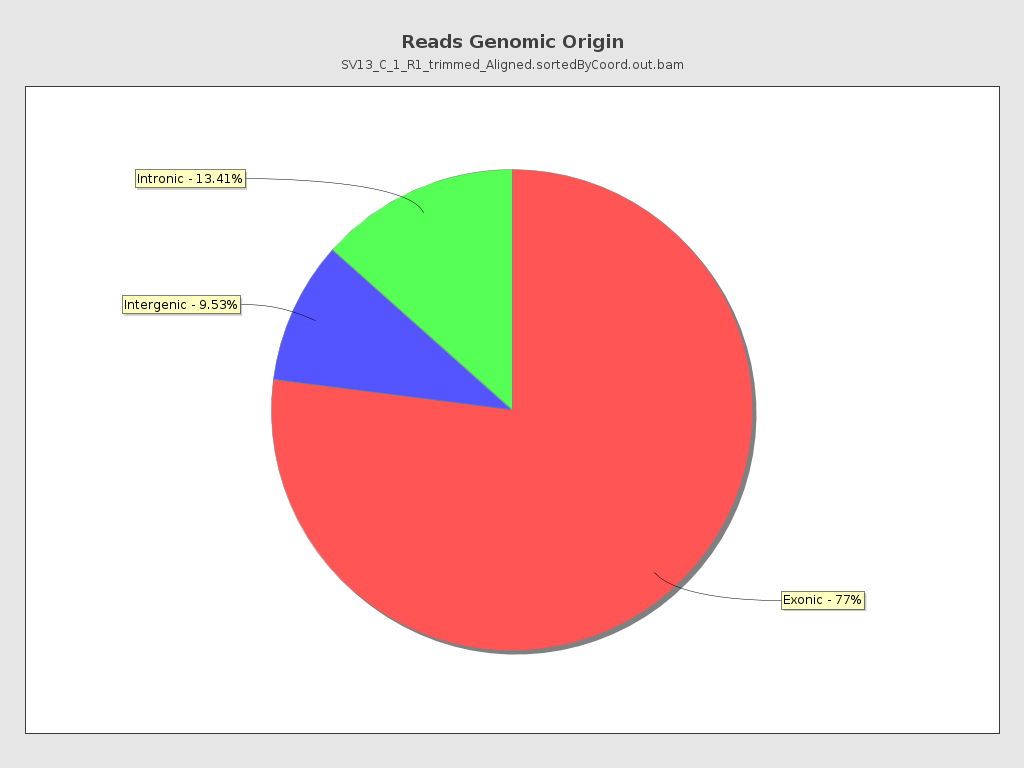 Reads Genomic Origin
SV13_C_1_R1_trimmed_Aligned.sortedByCoord.out.bam
Intronic - 13.41%
Intergenic - 9.53%
Exonic - 77%